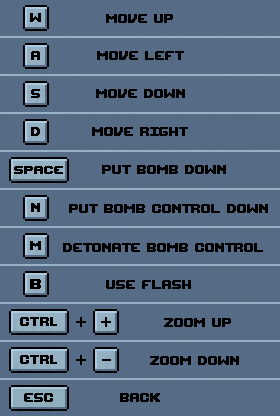 W MOVE UP
A MOVE LEFT
S MOVE DOWN
D MOVE RIGHT
SPACE PUT BOMB DOWN
N PUT BOMB CONTROL DOWN
M DETONATE BOMB CONTROL
B USE FLASH
CTRL + + ZOOM UP
CTRL + - ZOOM DOWN
ESC BACK